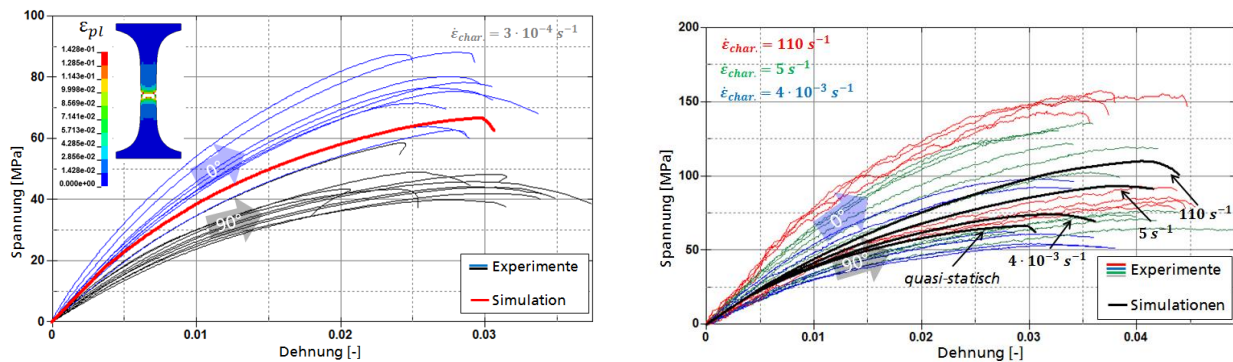 100
80
60
40
20
0
Spannung [MPa]
ε_pl
1.428e-01
1.285e-01
1.143e-01
9.998e-02
8.569e-02
7.141e-02
5.713e-02
4.285e-02
2.856e-02
1.428e-02
0.000e+00
ε̇_char. = 3 · 10⁻⁴ s⁻¹
0°
90°
Experimente
Simulation
0
0.01
0.02
0.03
Dehnung [-]
200
150
100
50
0
Spannung [MPa]
ε̇_char. = 110 s⁻¹
ε̇_char. = 5 s⁻¹
ε̇_char. = 4 · 10⁻³ s⁻¹
0°
90°
110 s⁻¹
5 s⁻¹
4 · 10⁻³ s⁻¹
quasi-statisch
Experimente
Simulationen
0
0.01
0.02
0.03
0.04
Dehnung [-]